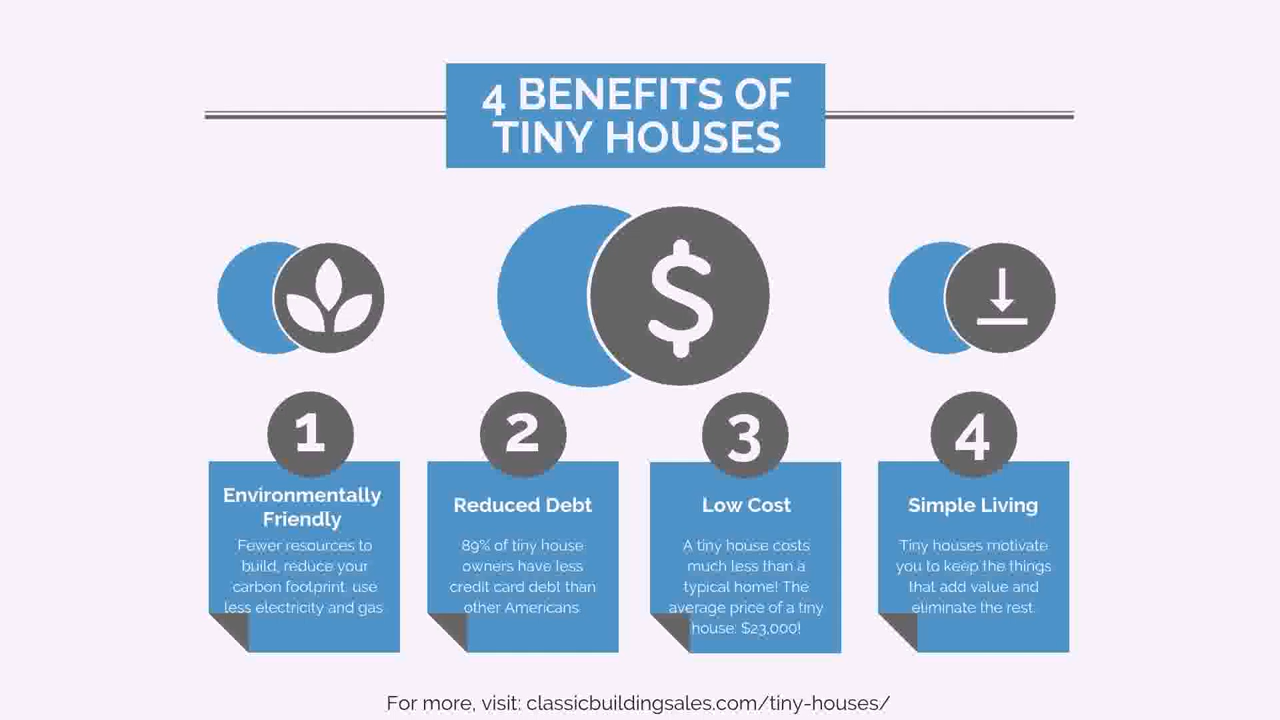 4 BENEFITS OF
TINY HOUSES
$
1
Environmentally
Friendly
Fewer resources to
build, reduce your
carbon footprint, use
less electricity and gas
2
Reduced Debt
89% of tiny house
owners have less
credit card debt than
other Americans
3
Low Cost
A tiny house costs
much less than a
typical home! The
average price of a tiny
house: $23,000!
4
Simple Living
Tiny houses motivate
you to keep the things
that add value and
eliminate the rest.
For more, visit: classicbuildingsales.com/tiny-houses/